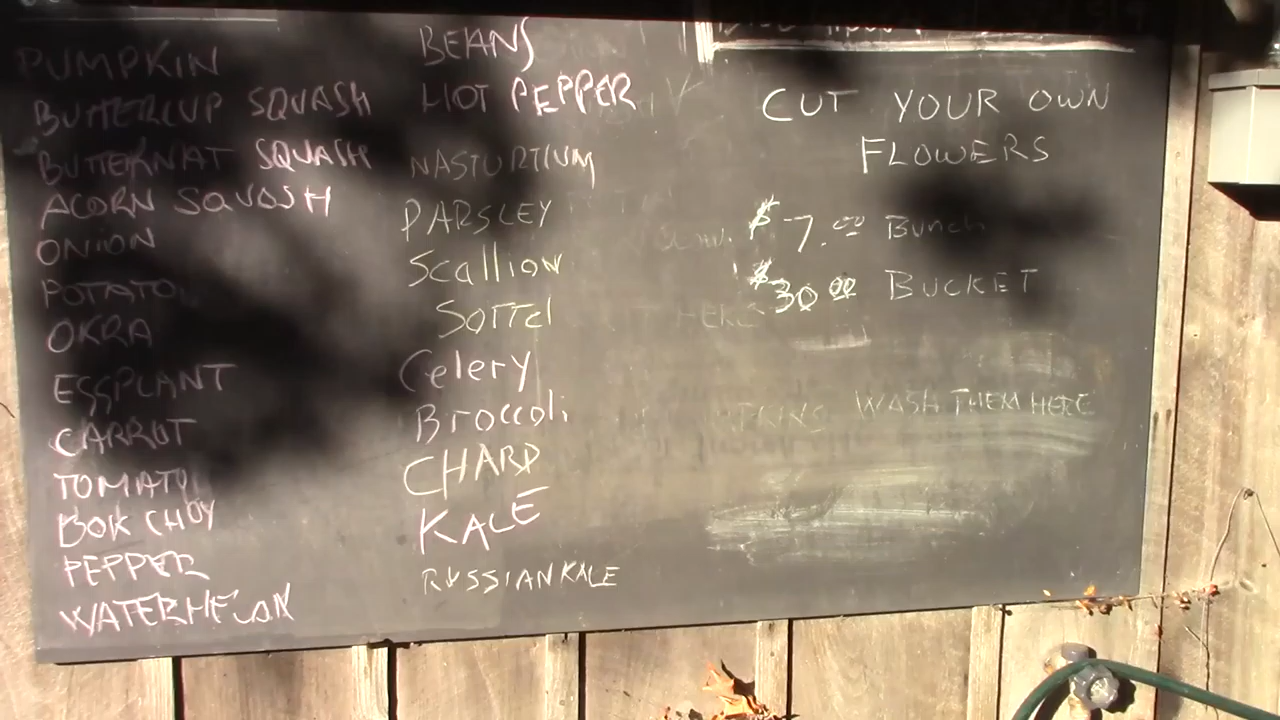 PUMPKIN
BUTTERCUP SQUASH
BUTTERNAT SQUASH
ACORN SQUASH
ONION
POTATO
OKRA
EGGPLANT
CARROT
TOMATO
BOK CHOY
PEPPER
WATERMELON
BEANS
HOT PEPPER
NASTURTIUM
PARSLEY
Scallion
Sorrel
Celery
Broccoli
CHARD
KALE
RUSSIAN KALE
CUT YOUR OWN
FLOWERS
$7.00 Bunch
$30.00 BUCKET
HERE
WASH THEM HERE